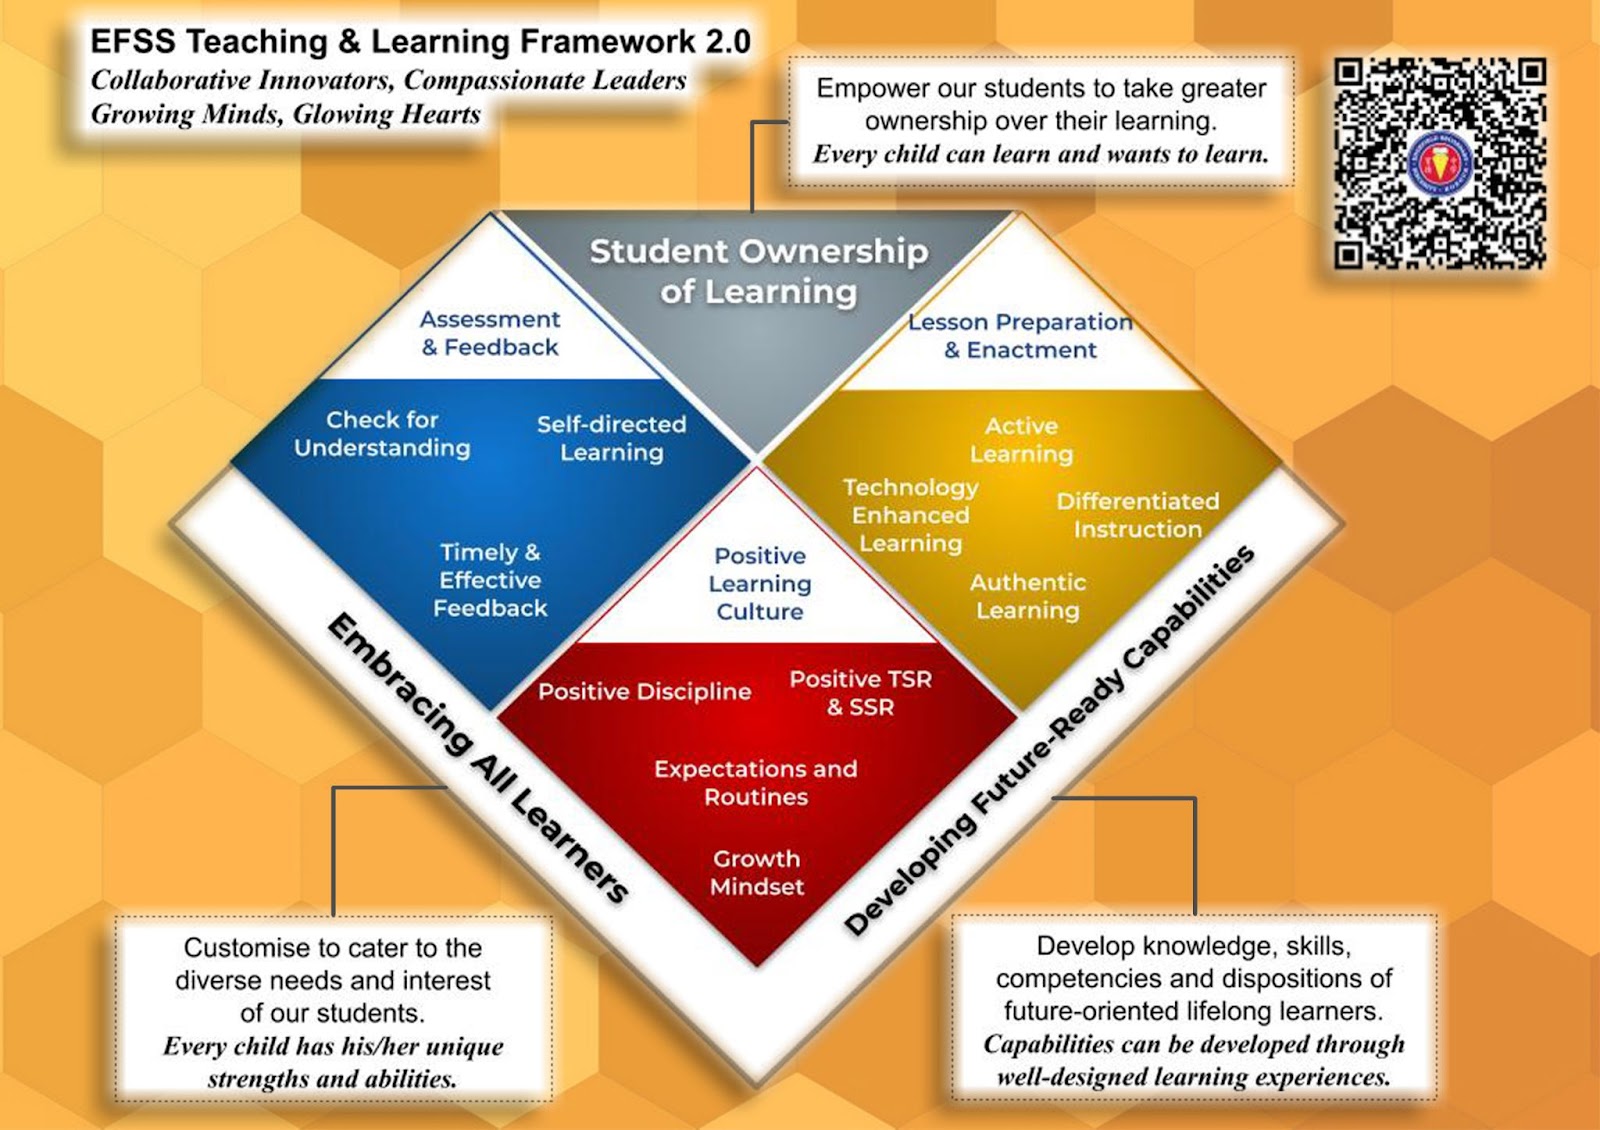 EFSS Teaching & Learning Framework 2.0
Collaborative Innovators, Compassionate Leaders
Growing Minds, Glowing Hearts
Empower our students to take greater
ownership over their learning.
Every child can learn and wants to learn.
Student Ownership
of Learning
Assessment
& Feedback
Check for
Understanding
Self-directed
Learning
Timely &
Effective
Feedback
Lesson Preparation
& Enactment
Active
Learning
Technology
Enhanced
Learning
Differentiated
Instruction
Authentic
Learning
Positive
Learning
Culture
Positive Discipline
Positive TSR
& SSR
Expectations and
Routines
Growth
Mindset
Embracing All Learners
Developing Future-Ready Capabilities
Customise to cater to the
diverse needs and interest
of our students.
Every child has his/her unique
strengths and abilities.
Develop knowledge, skills,
competencies and dispositions of
future-oriented lifelong learners.
Capabilities can be developed through
well-designed learning experiences.